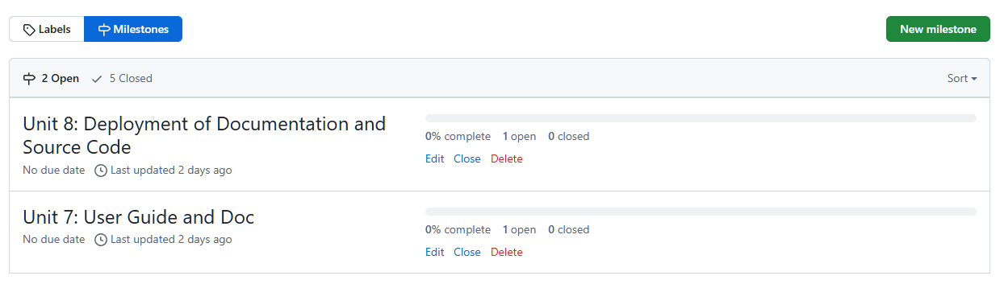 Labels Milestones New milestone
2 Open 5 Closed Sort
Unit 8: Deployment of Documentation and
Source Code
No due date Last updated 2 days ago
0% complete 1 open 0 closed
Edit Close Delete
Unit 7: User Guide and Doc
No due date Last updated 2 days ago
0% complete 1 open 0 closed
Edit Close Delete